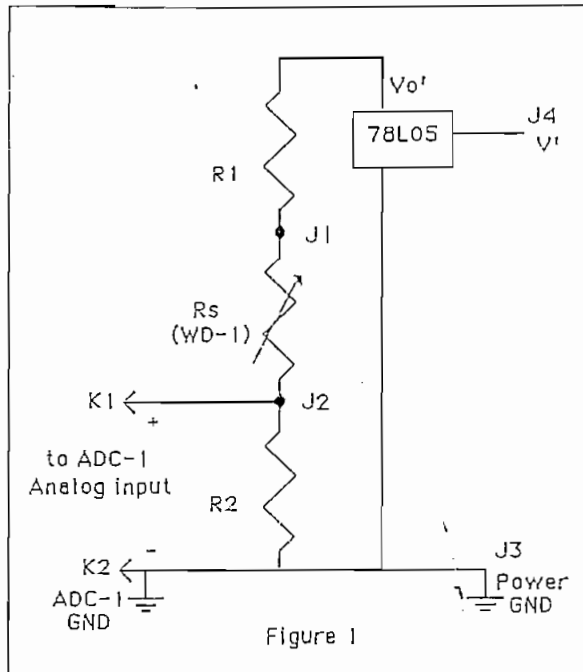 Vo'
78L05
J4
V'
R1
J1
Rs
(WD-1)
K1
+
J2
to ADC-1
Analog input
R2
-
K2
J3
ADC-1
GND
Power
GND
Figure 1